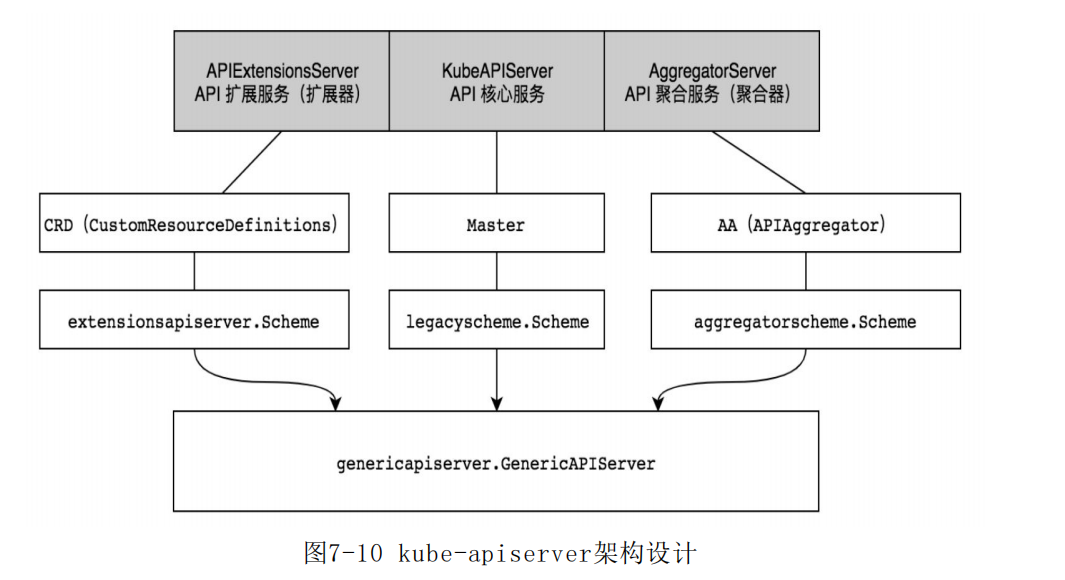 APIExtensionsServer
API 扩展服务（扩展器）
KubeAPIServer
API 核心服务
AggregatorServer
API 聚合服务（聚合器）
CRD（CustomResourceDefinitions）
Master
AA（APIAggregator）
extensionsapiserver.Scheme
legacyscheme.Scheme
aggregatorscheme.Scheme
genericapiserver.GenericAPIServer
图7-10 kube-apiserver架构设计